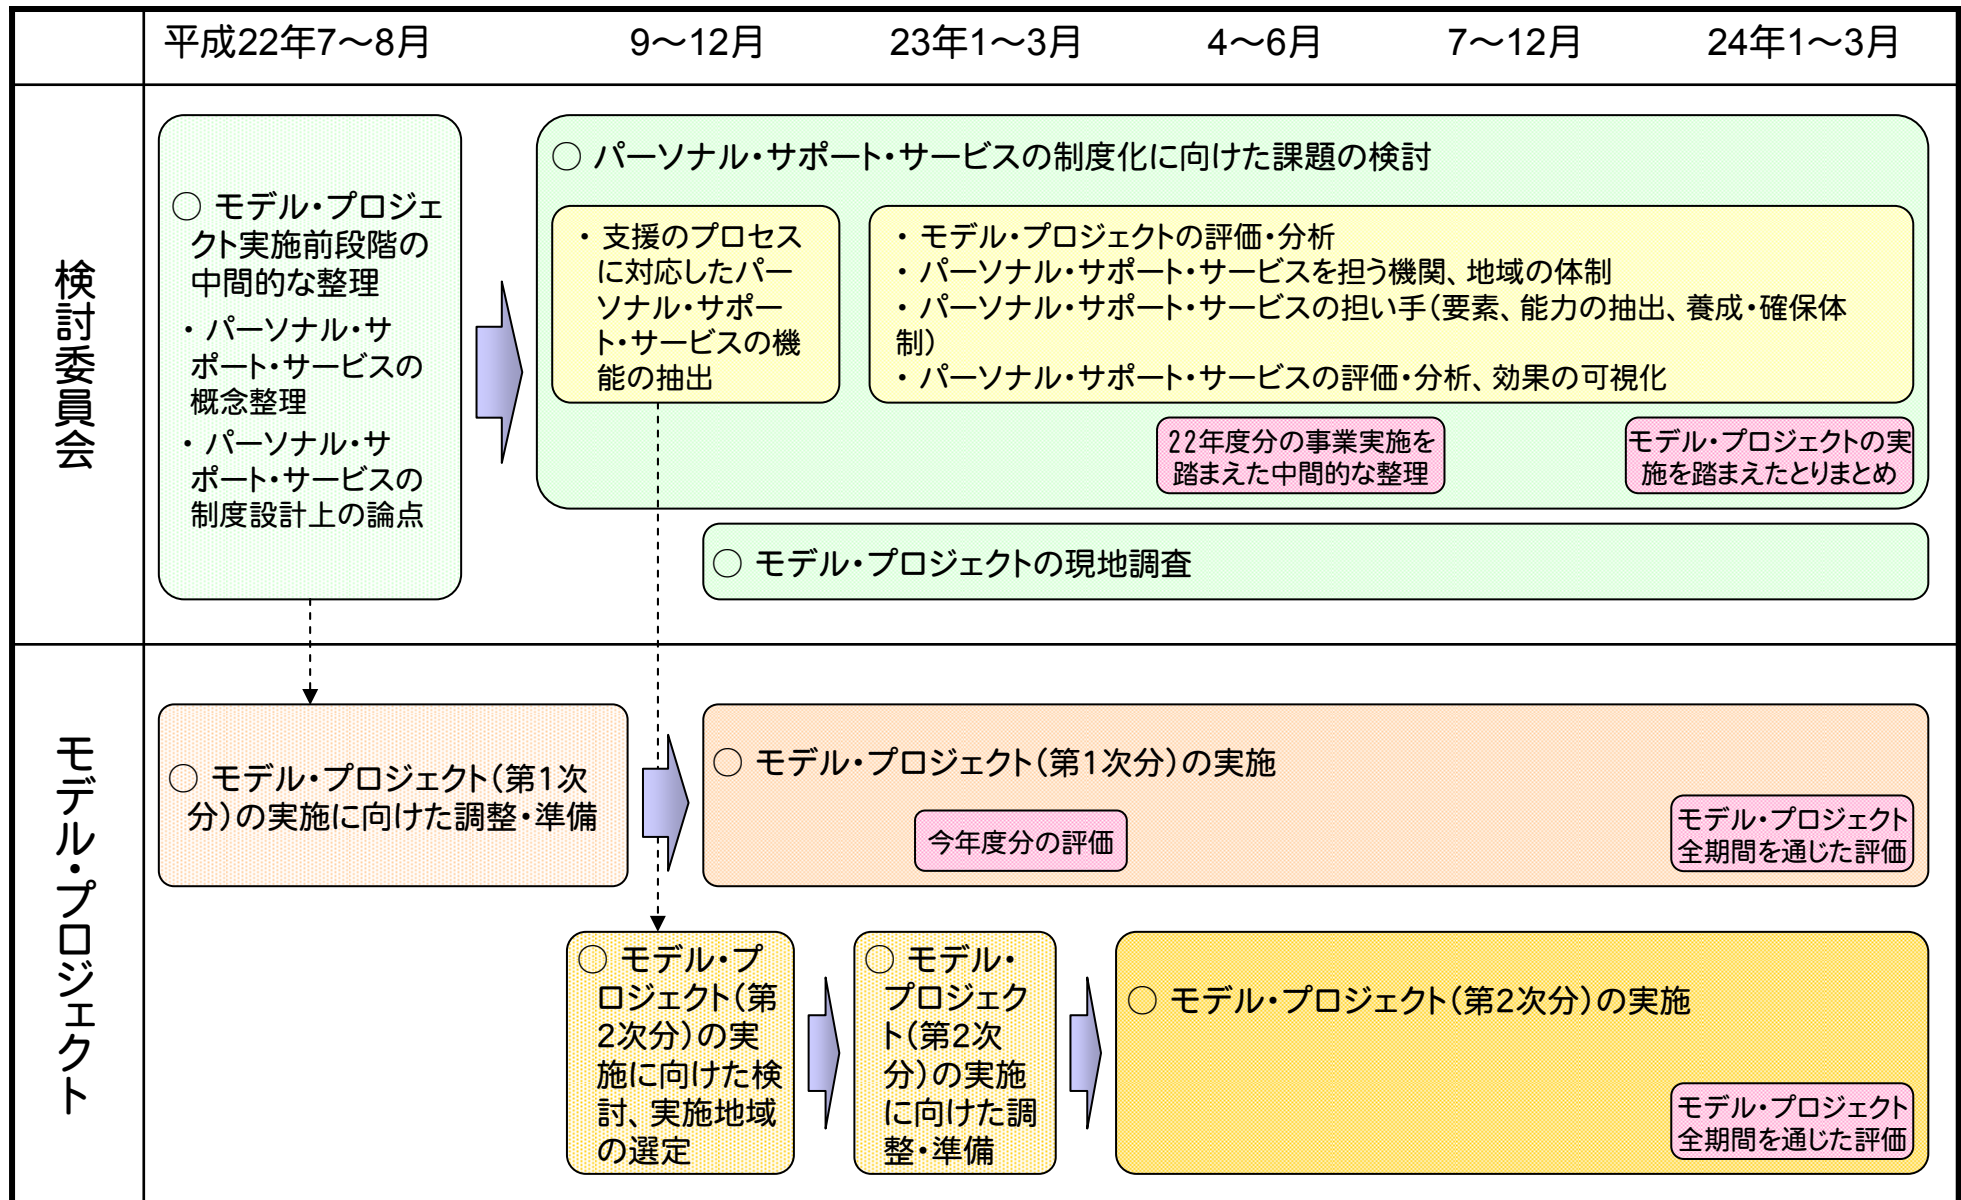 平成22年7～8月 9～12月 23年1～3月 4～6月 7～12月 24年1～3月
検討委員会
○ モデル・プロジェ
クト実施前段階の
中間的な整理
・ パーソナル・サ
ポート・サービスの
概念整理
・ パーソナル・サ
ポート・サービスの
制度設計上の論点
○ パーソナル・サポート・サービスの制度化に向けた課題の検討
・ 支援のプロセス
に対応したパー
ソナル・サポー
ト・サービスの機
能の抽出
・ モデル・プロジェクトの評価・分析
・ パーソナル・サポート・サービスを担う機関、地域の体制
・ パーソナル・サポート・サービスの担い手（要素、能力の抽出、養成・確保体
制）
・ パーソナル・サポート・サービスの評価・分析、効果の可視化
22年度分の事業実施を
踏まえた中間的な整理
モデル・プロジェクトの実
施を踏まえたとりまとめ
○ モデル・プロジェクトの現地調査
モデル・プロジェクト
○ モデル・プロジェクト（第1次
分）の実施に向けた調整・準備
○ モデル・プロジェクト（第1次分）の実施
今年度分の評価
モデル・プロジェクト
全期間を通じた評価
○ モデル・プ
ロジェクト（第
2次分）の実
施に向けた検
討、実施地域
の選定
○ モデル・
プロジェク
ト（第2次
分）の実施
に向けた調
整・準備
○ モデル・プロジェクト（第2次分）の実施
モデル・プロジェクト
全期間を通じた評価